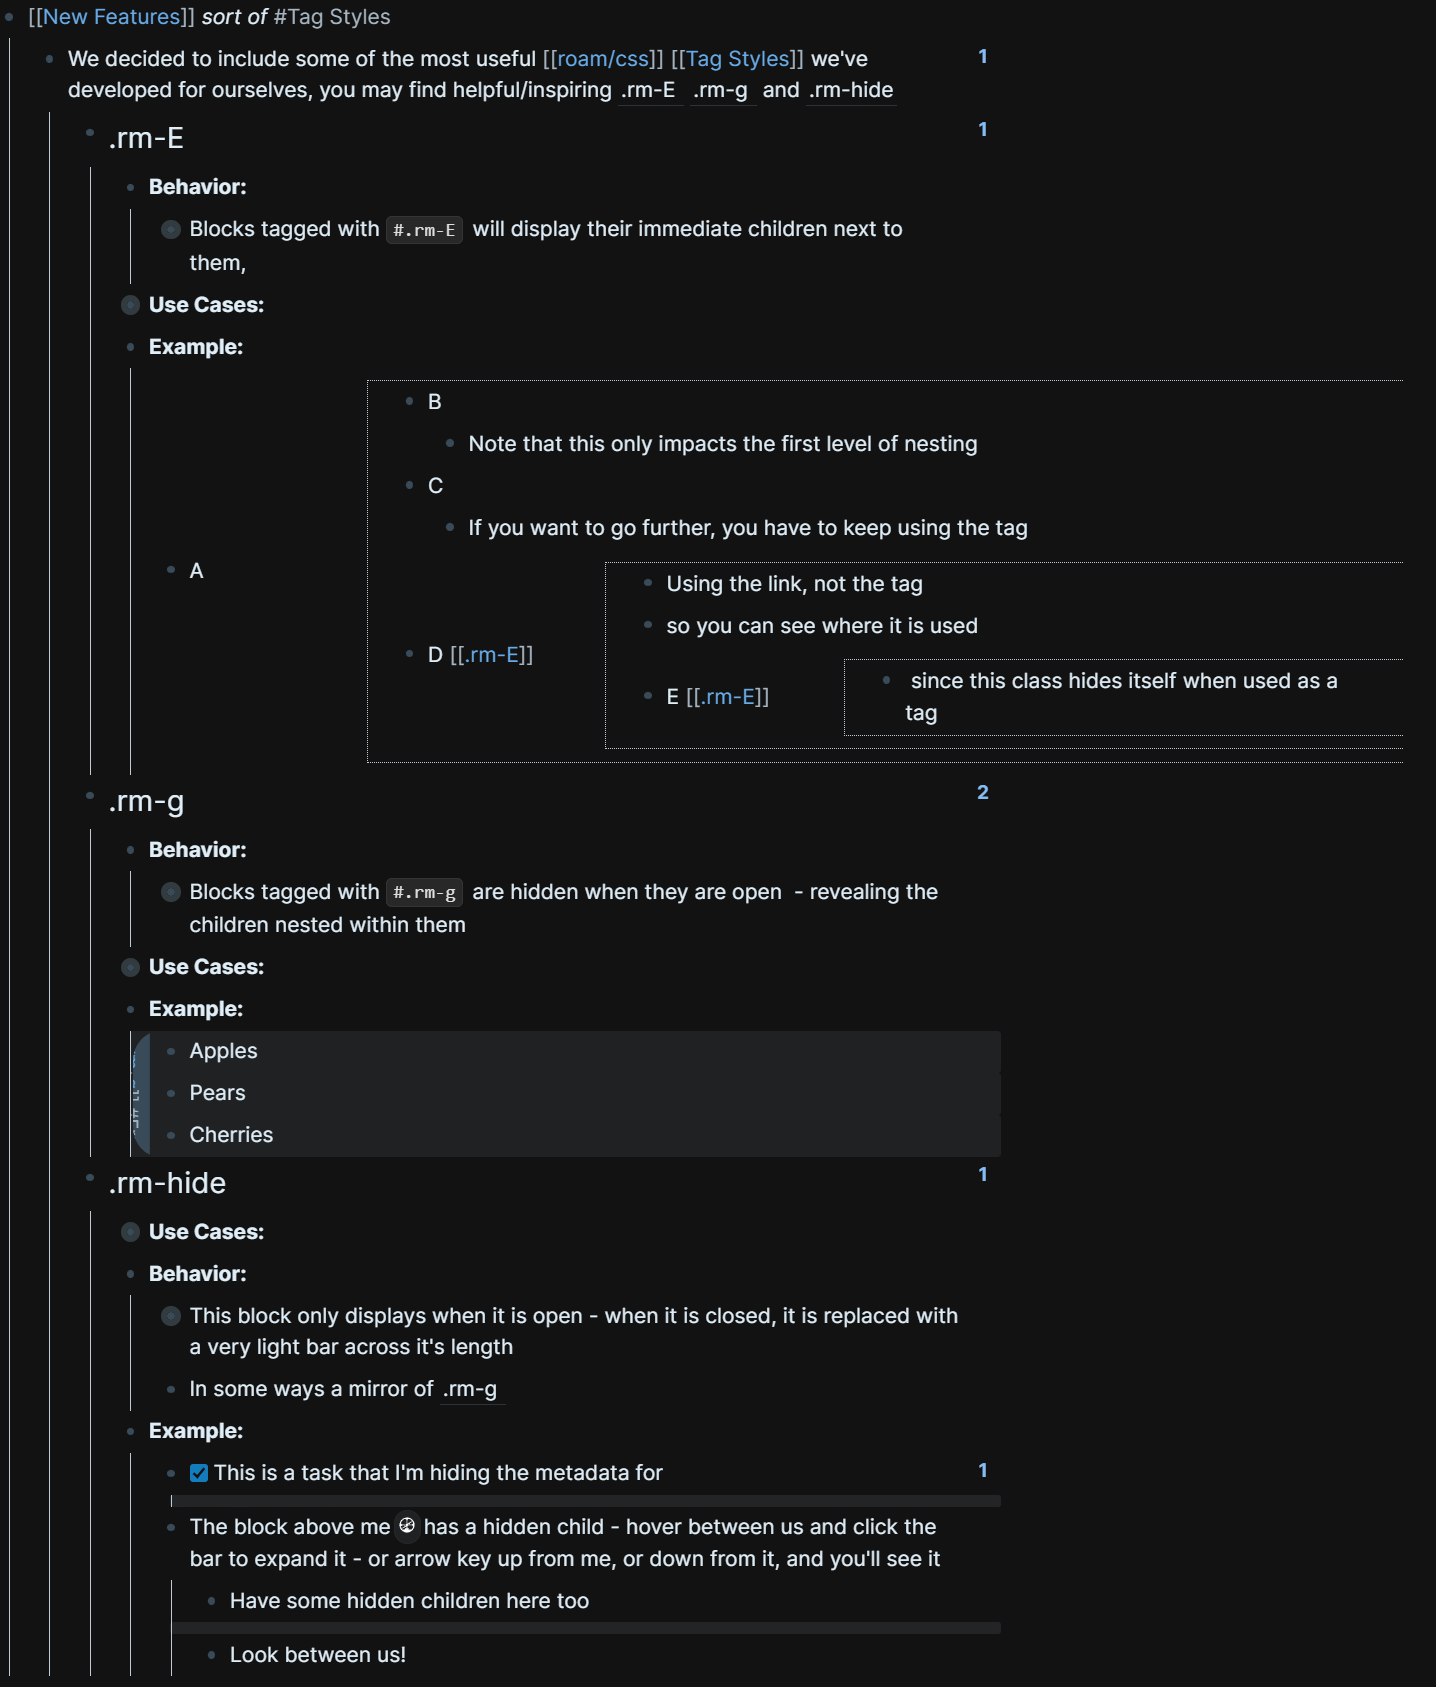 [[New Features]] sort of #Tag Styles
We decided to include some of the most useful [[roam/css]] [[Tag Styles]] we've
1
developed for ourselves, you may find helpful/inspiring .rm-E .rm-g and .rm-hide
.rm-E
1
Behavior:
Blocks tagged with #.rm-E will display their immediate children next to
them,
Use Cases:
Example:
A
B
Note that this only impacts the first level of nesting
C
If you want to go further, you have to keep using the tag
D [[.rm-E]]
Using the link, not the tag
so you can see where it is used
E [[.rm-E]]
since this class hides itself when used as a
tag
.rm-g
2
Behavior:
Blocks tagged with #.rm-g are hidden when they are open - revealing the
children nested within them
Use Cases:
Example:
Apples
Pears
Cherries
.rm-hide
1
Use Cases:
Behavior:
This block only displays when it is open - when it is closed, it is replaced with
a very light bar across it's length
In some ways a mirror of .rm-g
Example:
This is a task that I'm hiding the metadata for
1
The block above me has a hidden child - hover between us and click the
bar to expand it - or arrow key up from me, or down from it, and you'll see it
Have some hidden children here too
Look between us!